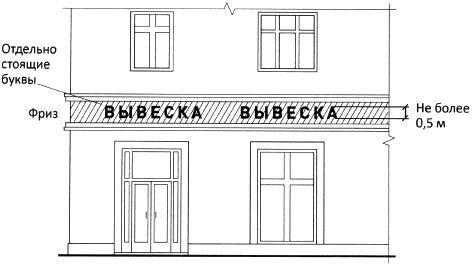 Отдельно
стоящие
буквы
Фриз
ВЫВЕСКА ВЫВЕСКА
Не более
0,5 м